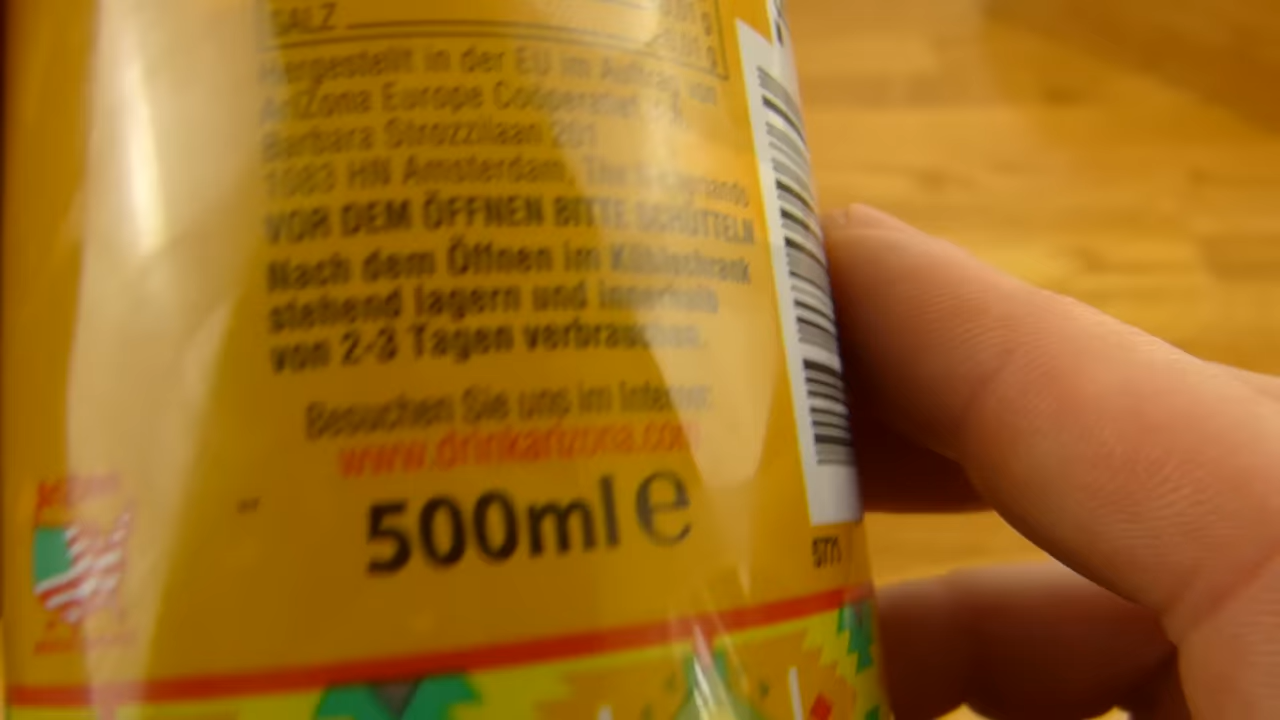 SALZ
Hergestellt in der EU im Auftrag von
AriZona Europe Cooperatief
Barbara Strozzilaan 201
1083 HN Amsterdam, The
VOR DEM ÖFFNEN BITTE SCHÜTTELN
Nach dem Öffnen im Kühlschrank
stehend lagern und innerhalb
von 2-3 Tagen verbrauchen.
Besuchen Sie uns im Internet:
www.drinkarizona.com
500ml e